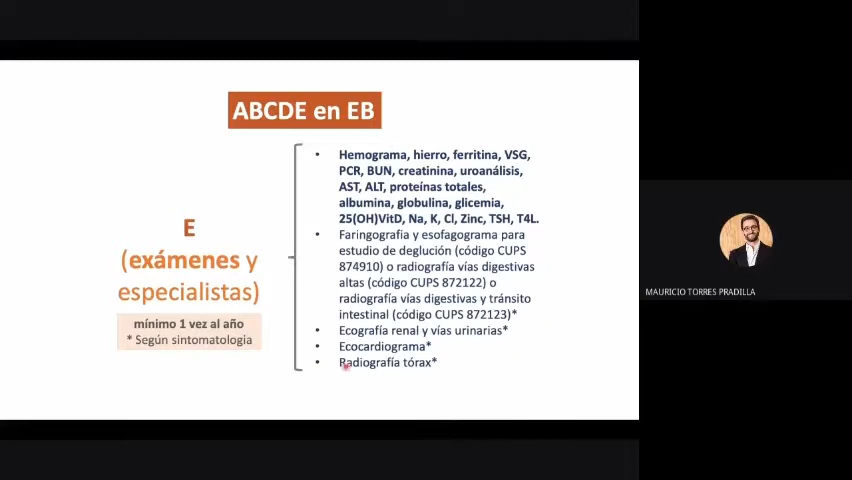 ABCDE en EB
E
(exámenes y
especialistas)
mínimo 1 vez al año
* Según sintomatologia
• Hemograma, hierro, ferritina, VSG,
PCR, BUN, creatinina, uroanálisis,
AST, ALT, proteínas totales,
albumina, globulina, glicemia,
25(OH)VitD, Na, K, Cl, Zinc, TSH, T4L.
• Faringografia y esofagograma para
estudio de deglución (código CUPS
874910) o radiografía vías digestivas
altas (código CUPS 872122) o
radiografía vías digestivas y tránsito
intestinal (código CUPS 872123)*
• Ecografía renal y vías urinarias*
• Ecocardiograma*
• Radiografía tórax*
MAURICIO TORRES PRADILLA